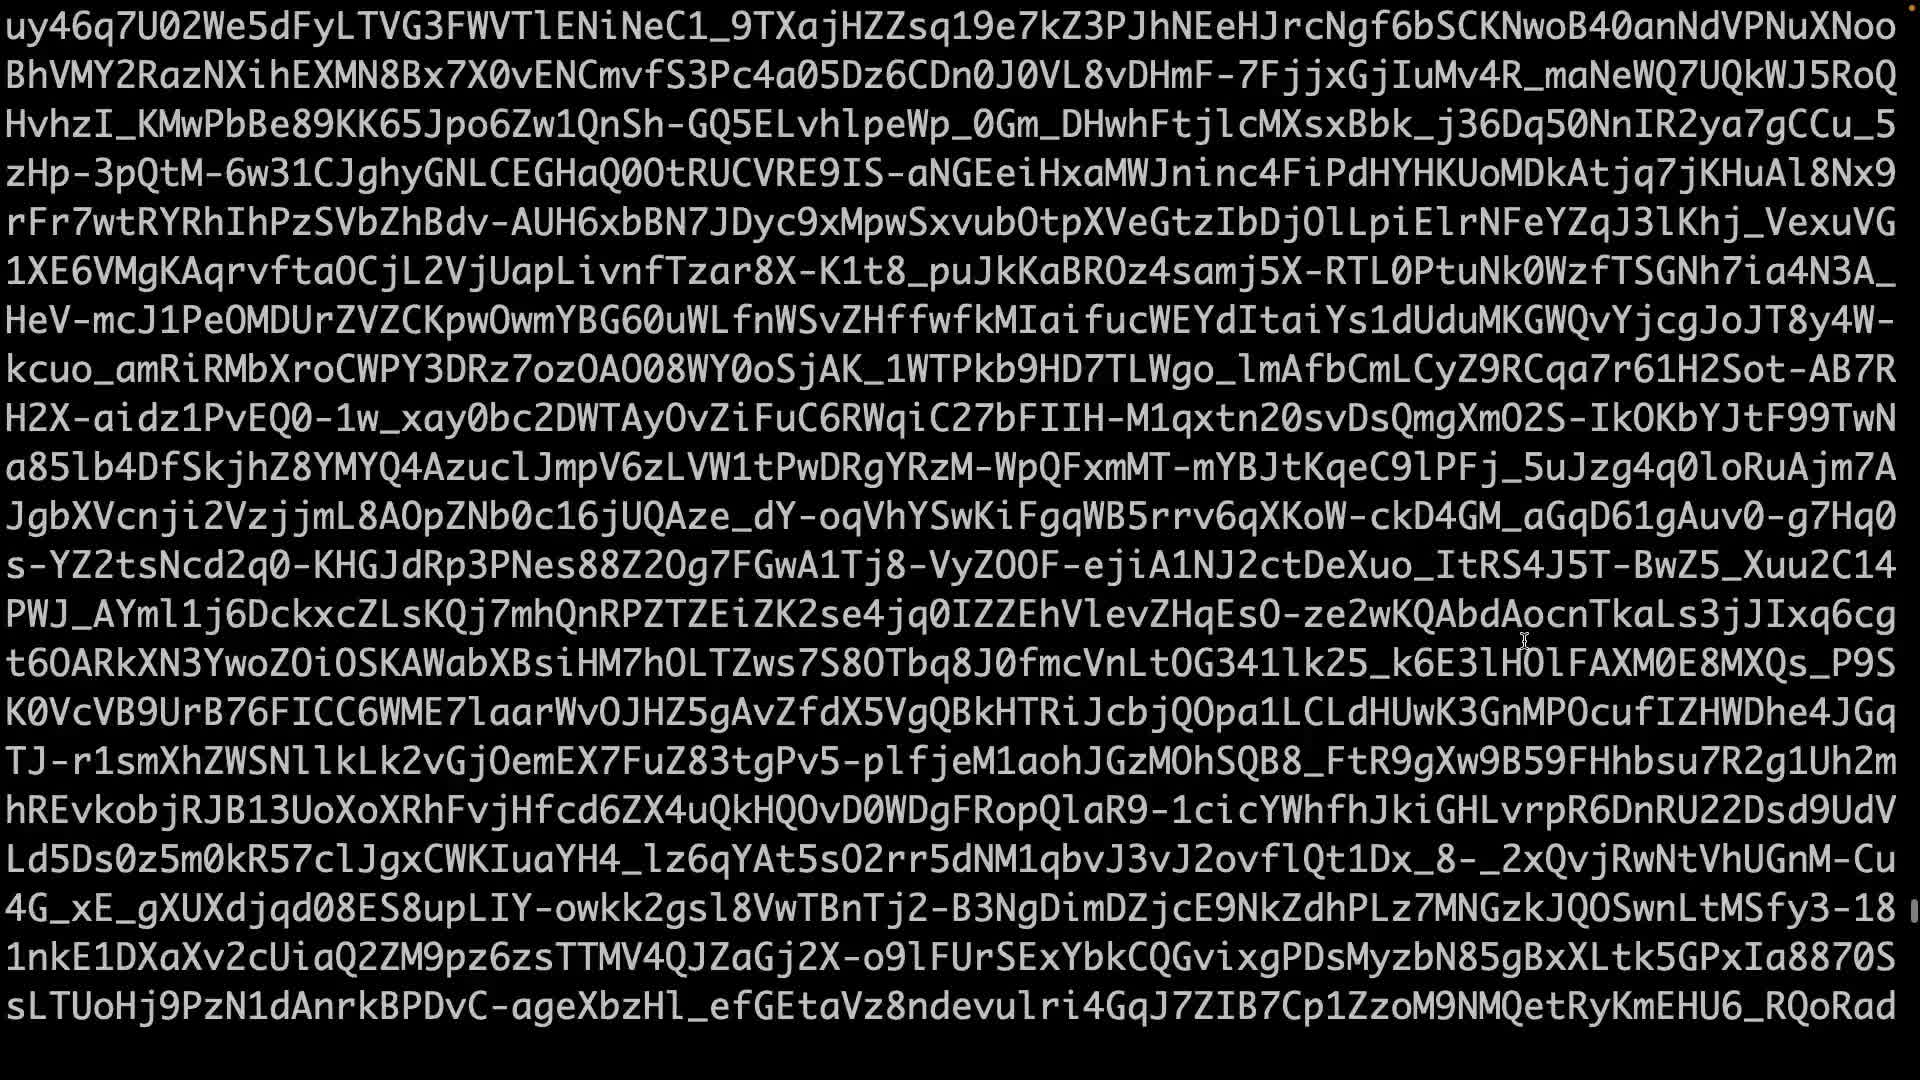 uy46q7U02We5dFyLTVG3FWVTlENiNeC1_9TXajHZZsq19e7kZ3PJhNEeHJrcNgf6bSCKNwoB40anNdVPNuXNoo
BhVMY2RazNXihEXMN8Bx7X0vENCmvfS3Pc4a05Dz6CDn0J0VL8vDHmF-7FjjxGjIuMv4R_maNeWQ7UQkWJ5RoQ
HvhzI_KMwPbBe89KK65Jpo6Zw1QnSh-GQ5ELvhlpeWp_0Gm_DHwhFtjlcMXsxBbk_j36Dq50NnIR2ya7gCCu_5
zHp-3pQtM-6w31CJghyGNLCEGHaQ0OtRUCVRE9IS-aNGEeiHxaMWJninc4FiPdHYHKUoMDkAtjq7jKHuAl8Nx9
rFr7wtRYRhIhPzSVbZhBdv-AUH6xbBN7JDyc9xMpwSxvubOtpXVeGtzIbDjOlLpiElrNFeYZqJ3lKhj_VexuVG
1XE6VMgKAqrvftaOCjL2VjUapLivnfTzar8X-K1t8_puJkKaBROz4samj5X-RTL0PtuNk0WzfTSGNh7ia4N3A_
HeV-mcJ1PeOMDUrZVZCKpwOwmYBG60uWLfnWSvZHffwfkMIaifucWEYdItaiYs1dUduMKGWQvYjcgJoJT8y4W-
kcuo_amRiRMbXroCWPY3DRz7ozOAO08WY0oSjAK_1WTPkb9HD7TLWgo_lmAfbCmLCyZ9RCqa7r61H2Sot-AB7R
H2X-aidz1PvEQ0-1w_xay0bc2DWTAyOvZiFuC6RWqiC27bFIIH-M1qxtn20svDsQmgXmO2S-IkOKbYJtF99TwN
a85lb4DfSkjhZ8YMYQ4AzuclJmpV6zLVW1tPwDRgYRzM-WpQFxmMT-mYBJtKqeC9lPFj_5uJzg4q0loRuAjm7A
JgbXVcnji2VzjjmL8AOpZNb0c16jUQAze_dY-oqVhYSwKiFgqWB5rrv6qXKoW-ckD4GM_aGqD61gAuv0-g7Hq0
s-YZ2tsNcd2q0-KHGJdRp3PNes88Z2Og7FGwA1Tj8-VyZOOF-ejiA1NJ2ctDeXuo_ItRS4J5T-BwZ5_Xuu2C14
PWJ_AYml1j6DckxcZLsKQj7mhQnRPZTZEiZK2se4jq0IZZEhVlevZHqEsO-ze2wKQAbdAocnTkaLs3jJIxq6cg
t6OARkXN3YwoZOiOSKAWabXBsiHM7hOLTZws7S8OTbq8J0fmcVnLtOG341lk25_k6E3lHOlFAXM0E8MXQs_P9S
K0VcVB9UrB76FICC6WME7laarWvOJHZ5gAvZfdX5VgQBkHTRiJcbjQOpa1LCLdHUwK3GnMPOcufIZHWDhe4JGq
TJ-r1smXhZWSNllkLk2vGjOemEX7FuZ83tgPv5-plfjeM1aohJGzMOhSQB8_FtR9gXw9B59FHhbsu7R2g1Uh2m
hREvkobjRJB13UoXoXRhFvjHfcd6ZX4uQkHQOvD0WDgFRopQlaR9-1cicYWhfhJkiGHLvrpR6DnRU22Dsd9UdV
Ld5Ds0z5m0kR57clJgxCWKIuaYH4_lz6qYAt5sO2rr5dNM1qbvJ3vJ2ovflQt1Dx_8-_2xQvjRwNtVhUGnM-Cu
4G_xE_gXUXdjqd08ES8upLIY-owkk2gsl8VwTBnTj2-B3NgDimDZjcE9NkZdhPLz7MNGzkJQOSwnLtMSfy3-18
1nkE1DXaXv2cUiaQ2ZM9pz6zsTTMV4QJZaGj2X-o9lFUrSExYbkCQGvixgPDsMyzbN85gBxXLtk5GPxIa8870S
sLTUoHj9PzN1dAnrkBPDvC-ageXbzHl_efGEtaVz8ndevulri4GqJ7ZIB7Cp1ZzoM9NMQetRyKmEHU6_RQoRad